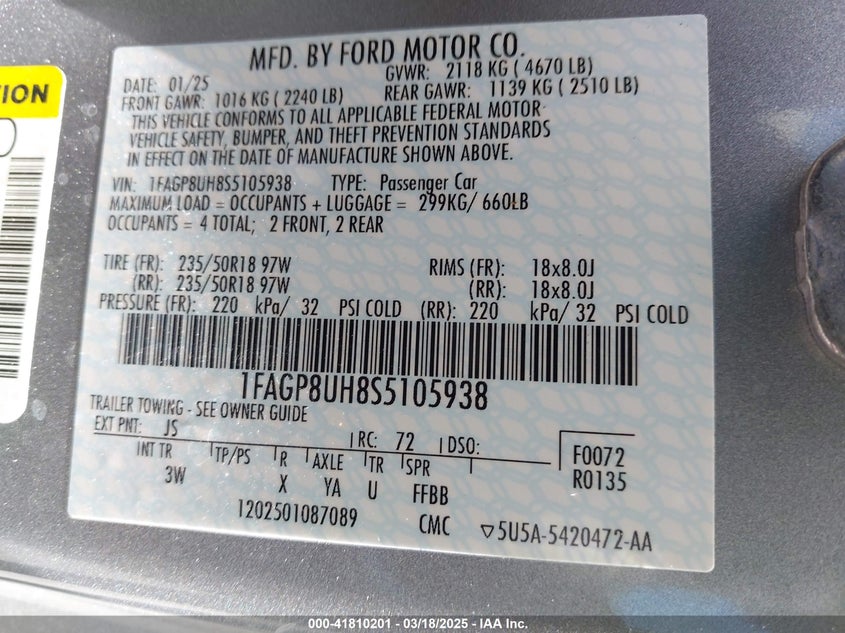 TION
MFD. BY FORD MOTOR CO.
DATE: 01/25 GVWR: 2118 KG ( 4670 LB)
FRONT GAWR: 1016 KG ( 2240 LB) REAR GAWR: 1139 KG ( 2510 LB)
THIS VEHICLE CONFORMS TO ALL APPLICABLE FEDERAL MOTOR
VEHICLE SAFETY, BUMPER, AND THEFT PREVENTION STANDARDS
IN EFFECT ON THE DATE OF MANUFACTURE SHOWN ABOVE.
VIN: 1FAGP8UH8S5105938 TYPE: Passenger Car
MAXIMUM LOAD = OCCUPANTS + LUGGAGE = 299KG/ 660LB
OCCUPANTS = 4 TOTAL; 2 FRONT, 2 REAR
TIRE (FR): 235/50R18 97W RIMS (FR): 18x8.0J
(RR): 235/50R18 97W (RR): 18x8.0J
PRESSURE (FR): 220 kPa/ 32 PSI COLD (RR): 220 kPa/ 32 PSI COLD
1FAGP8UH8S5105938
TRAILER TOWING - SEE OWNER GUIDE
EXT PNT: JS RC: 72 DSO: F0072
INT TR TP/PS R AXLE TR SPR R0135
3W X YA U FFBB
1202501087089 CMC ▽5U5A-5420472-AA
000-41810201 - 03/18/2025 - IAA Inc.